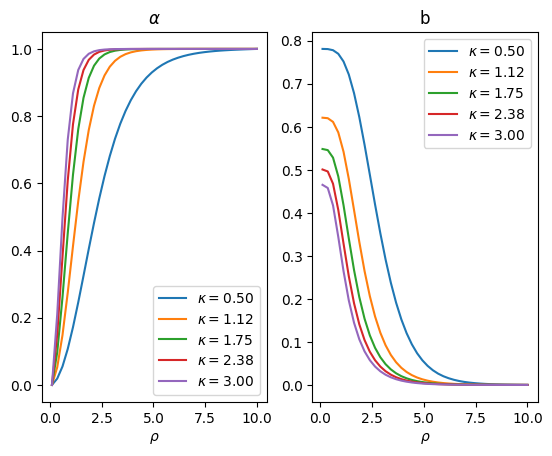 α
1.0
0.8
0.6
0.4
0.2
0.0
0.0 2.5 5.0 7.5 10.0
ρ
κ = 0.50
κ = 1.12
κ = 1.75
κ = 2.38
κ = 3.00
b
0.8
0.7
0.6
0.5
0.4
0.3
0.2
0.1
0.0
0.0 2.5 5.0 7.5 10.0
ρ
κ = 0.50
κ = 1.12
κ = 1.75
κ = 2.38
κ = 3.00